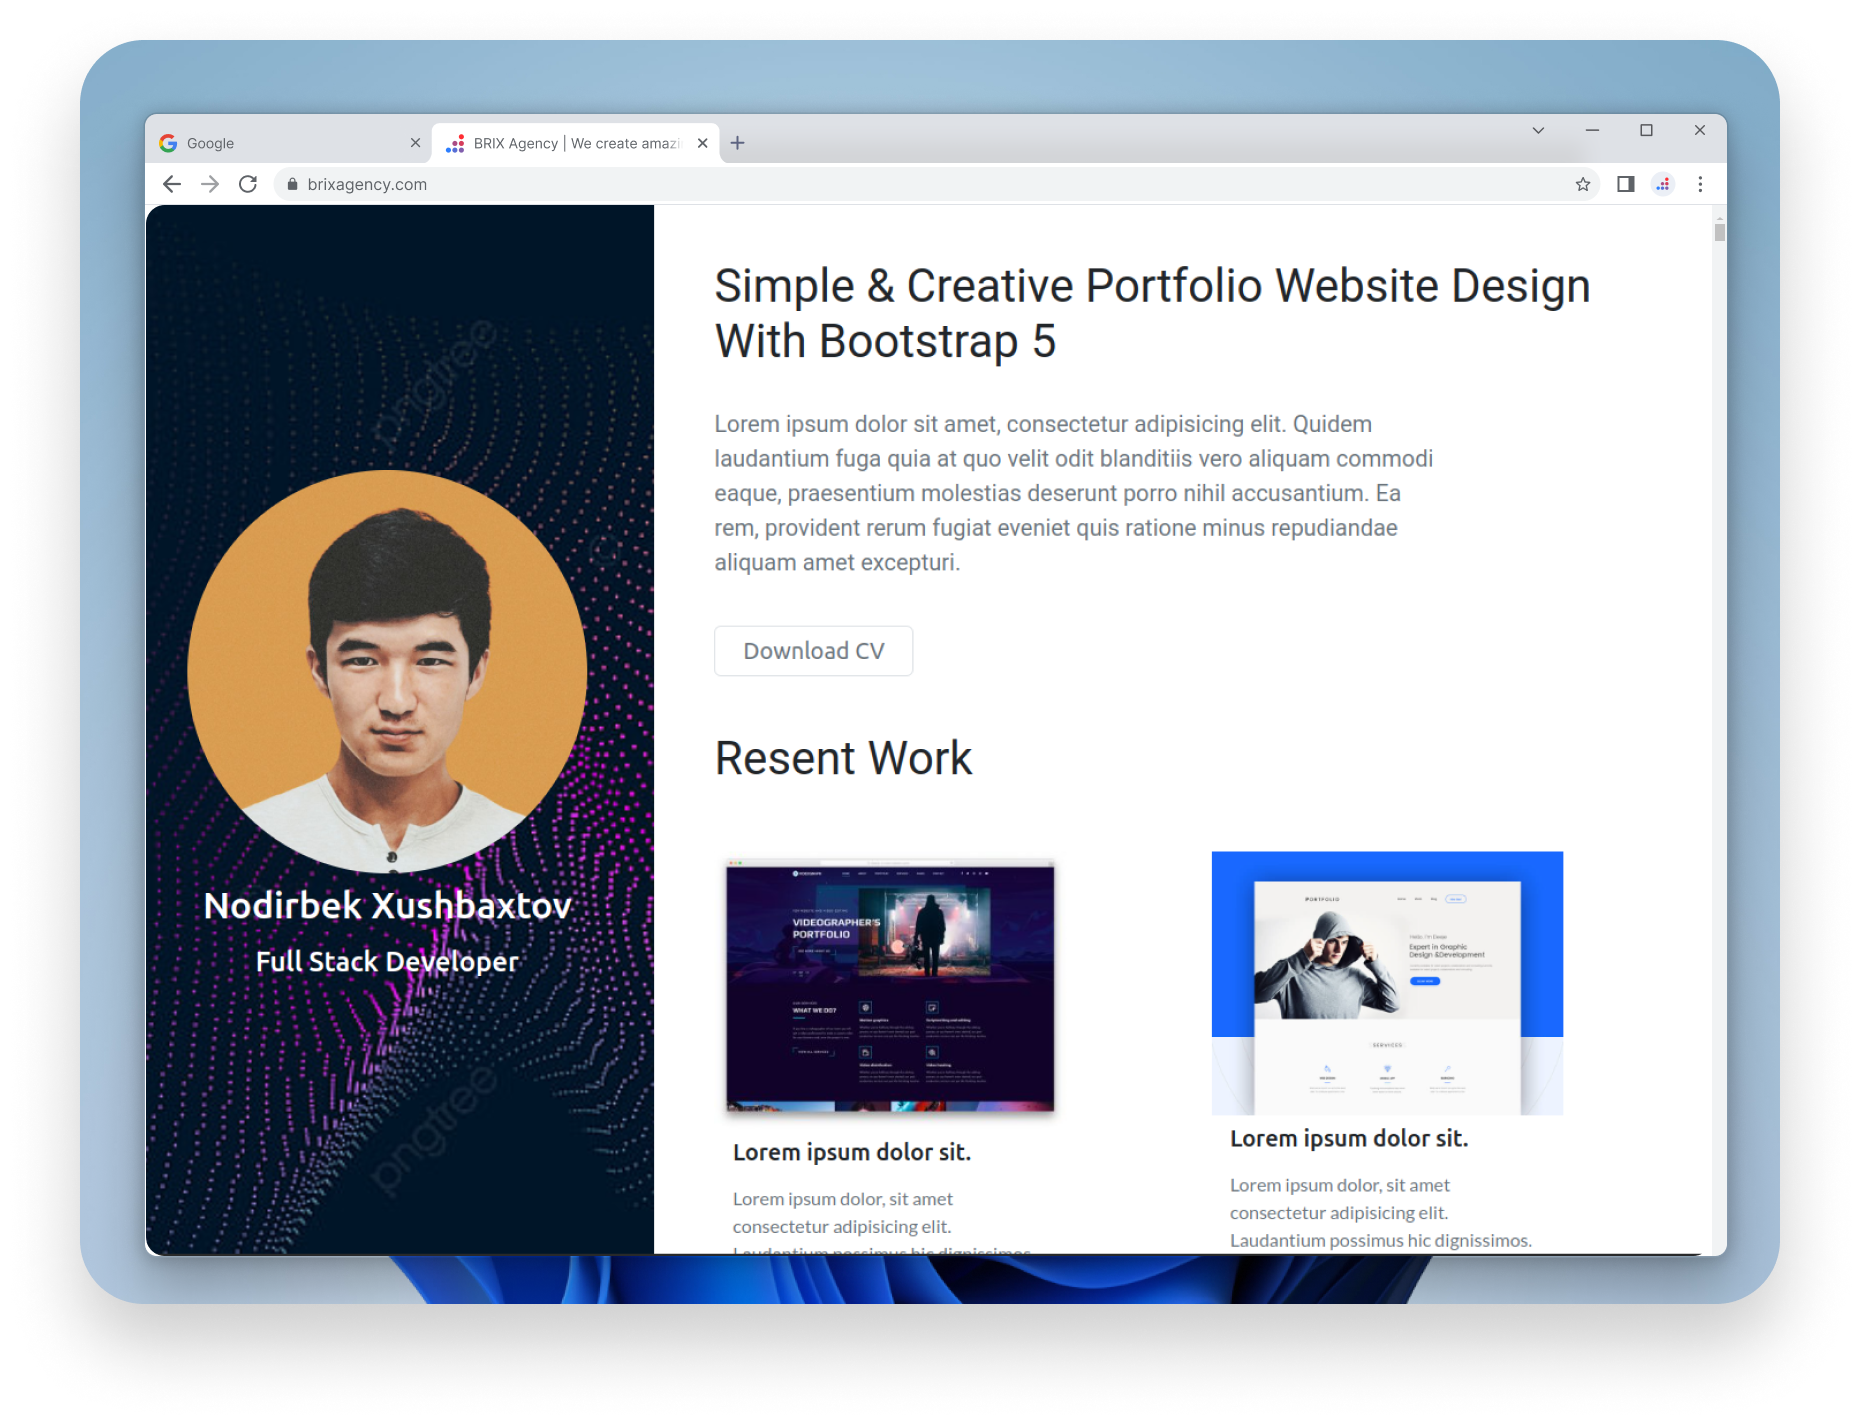 Google
BRIX Agency | We create amazi
brixagency.com
pngtree
Nodirbek Xushbaxtov
Full Stack Developer
pngtree
Simple & Creative Portfolio Website Design
With Bootstrap 5
Lorem ipsum dolor sit amet, consectetur adipisicing elit. Quidem
laudantium fuga quia at quo velit odit blanditiis vero aliquam commodi
eaque, praesentium molestias deserunt porro nihil accusantium. Ea
rem, provident rerum fugiat eveniet quis ratione minus repudiandae
aliquam amet excepturi.
Download CV
Resent Work
VIDEOGRAPHER'S
PORTFOLIO
WHAT WE DO?
Lorem ipsum dolor sit.
Lorem ipsum dolor, sit amet
consectetur adipisicing elit.
Laudantium possimus hic dignissimos.
PORTFOLIO
Expert in Graphic
Design &Development
SERVICES
Lorem ipsum dolor sit.
Lorem ipsum dolor, sit amet
consectetur adipisicing elit.
Laudantium possimus hic dignissimos.